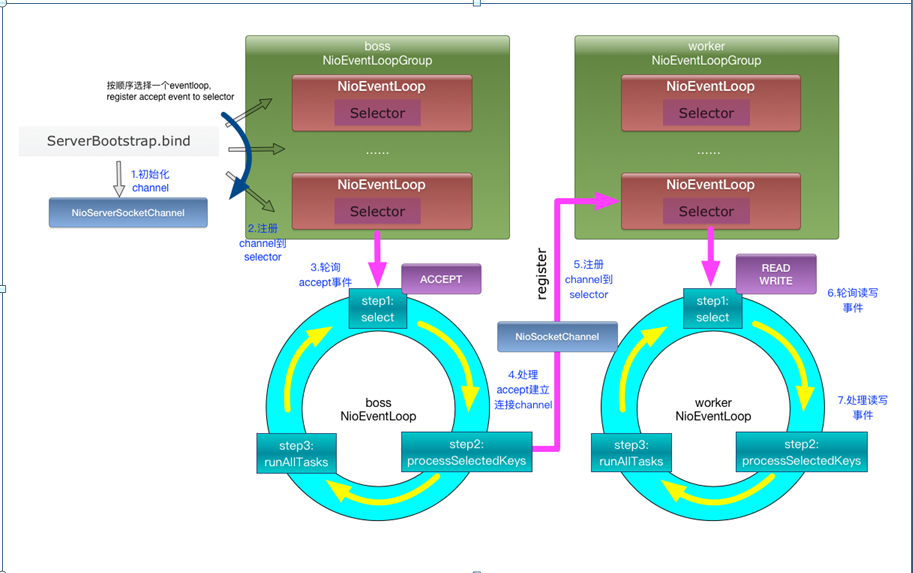 boss
NioEventLoopGroup
worker
NioEventLoopGroup
按顺序选择一个eventloop,
register accept event to selector
NioEventLoop
Selector
......
NioEventLoop
Selector
NioEventLoop
Selector
......
NioEventLoop
Selector
ServerBootstrap.bind
1.初始化
channel
NioServerSocketChannel
2.注册
channel到
selector
3.轮询
accept事件
ACCEPT
step1:
select
boss
NioEventLoop
step3:
runAllTasks
step2:
processSelectedKeys
4.处理
accept建立
连接channel
register
NioSocketChannel
5.注册
channel到
selector
READ
WRITE
step1:
select
6.轮询读写
事件
worker
NioEventLoop
7.处理读写
事件
step3:
runAllTasks
step2:
processSelectedKeys